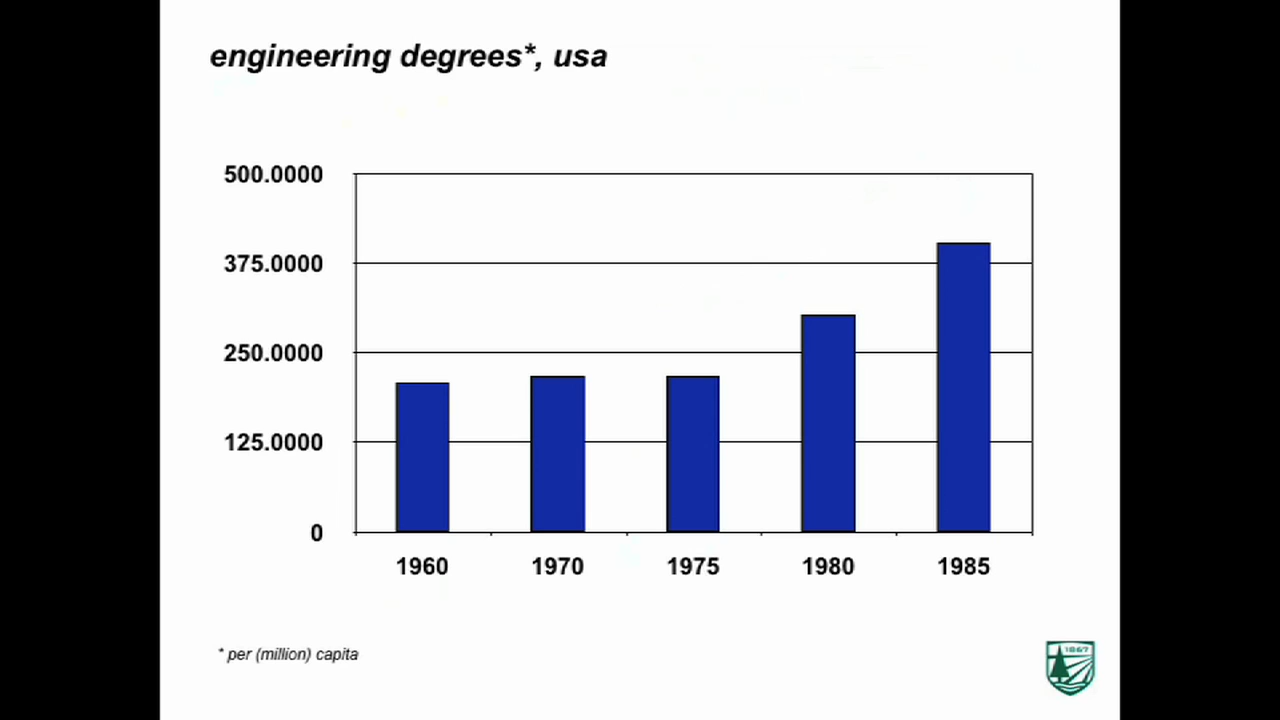 engineering degrees*, usa
500.0000
375.0000
250.0000
125.0000
0
1960 1970 1975 1980 1985
* per (million) capita
1867